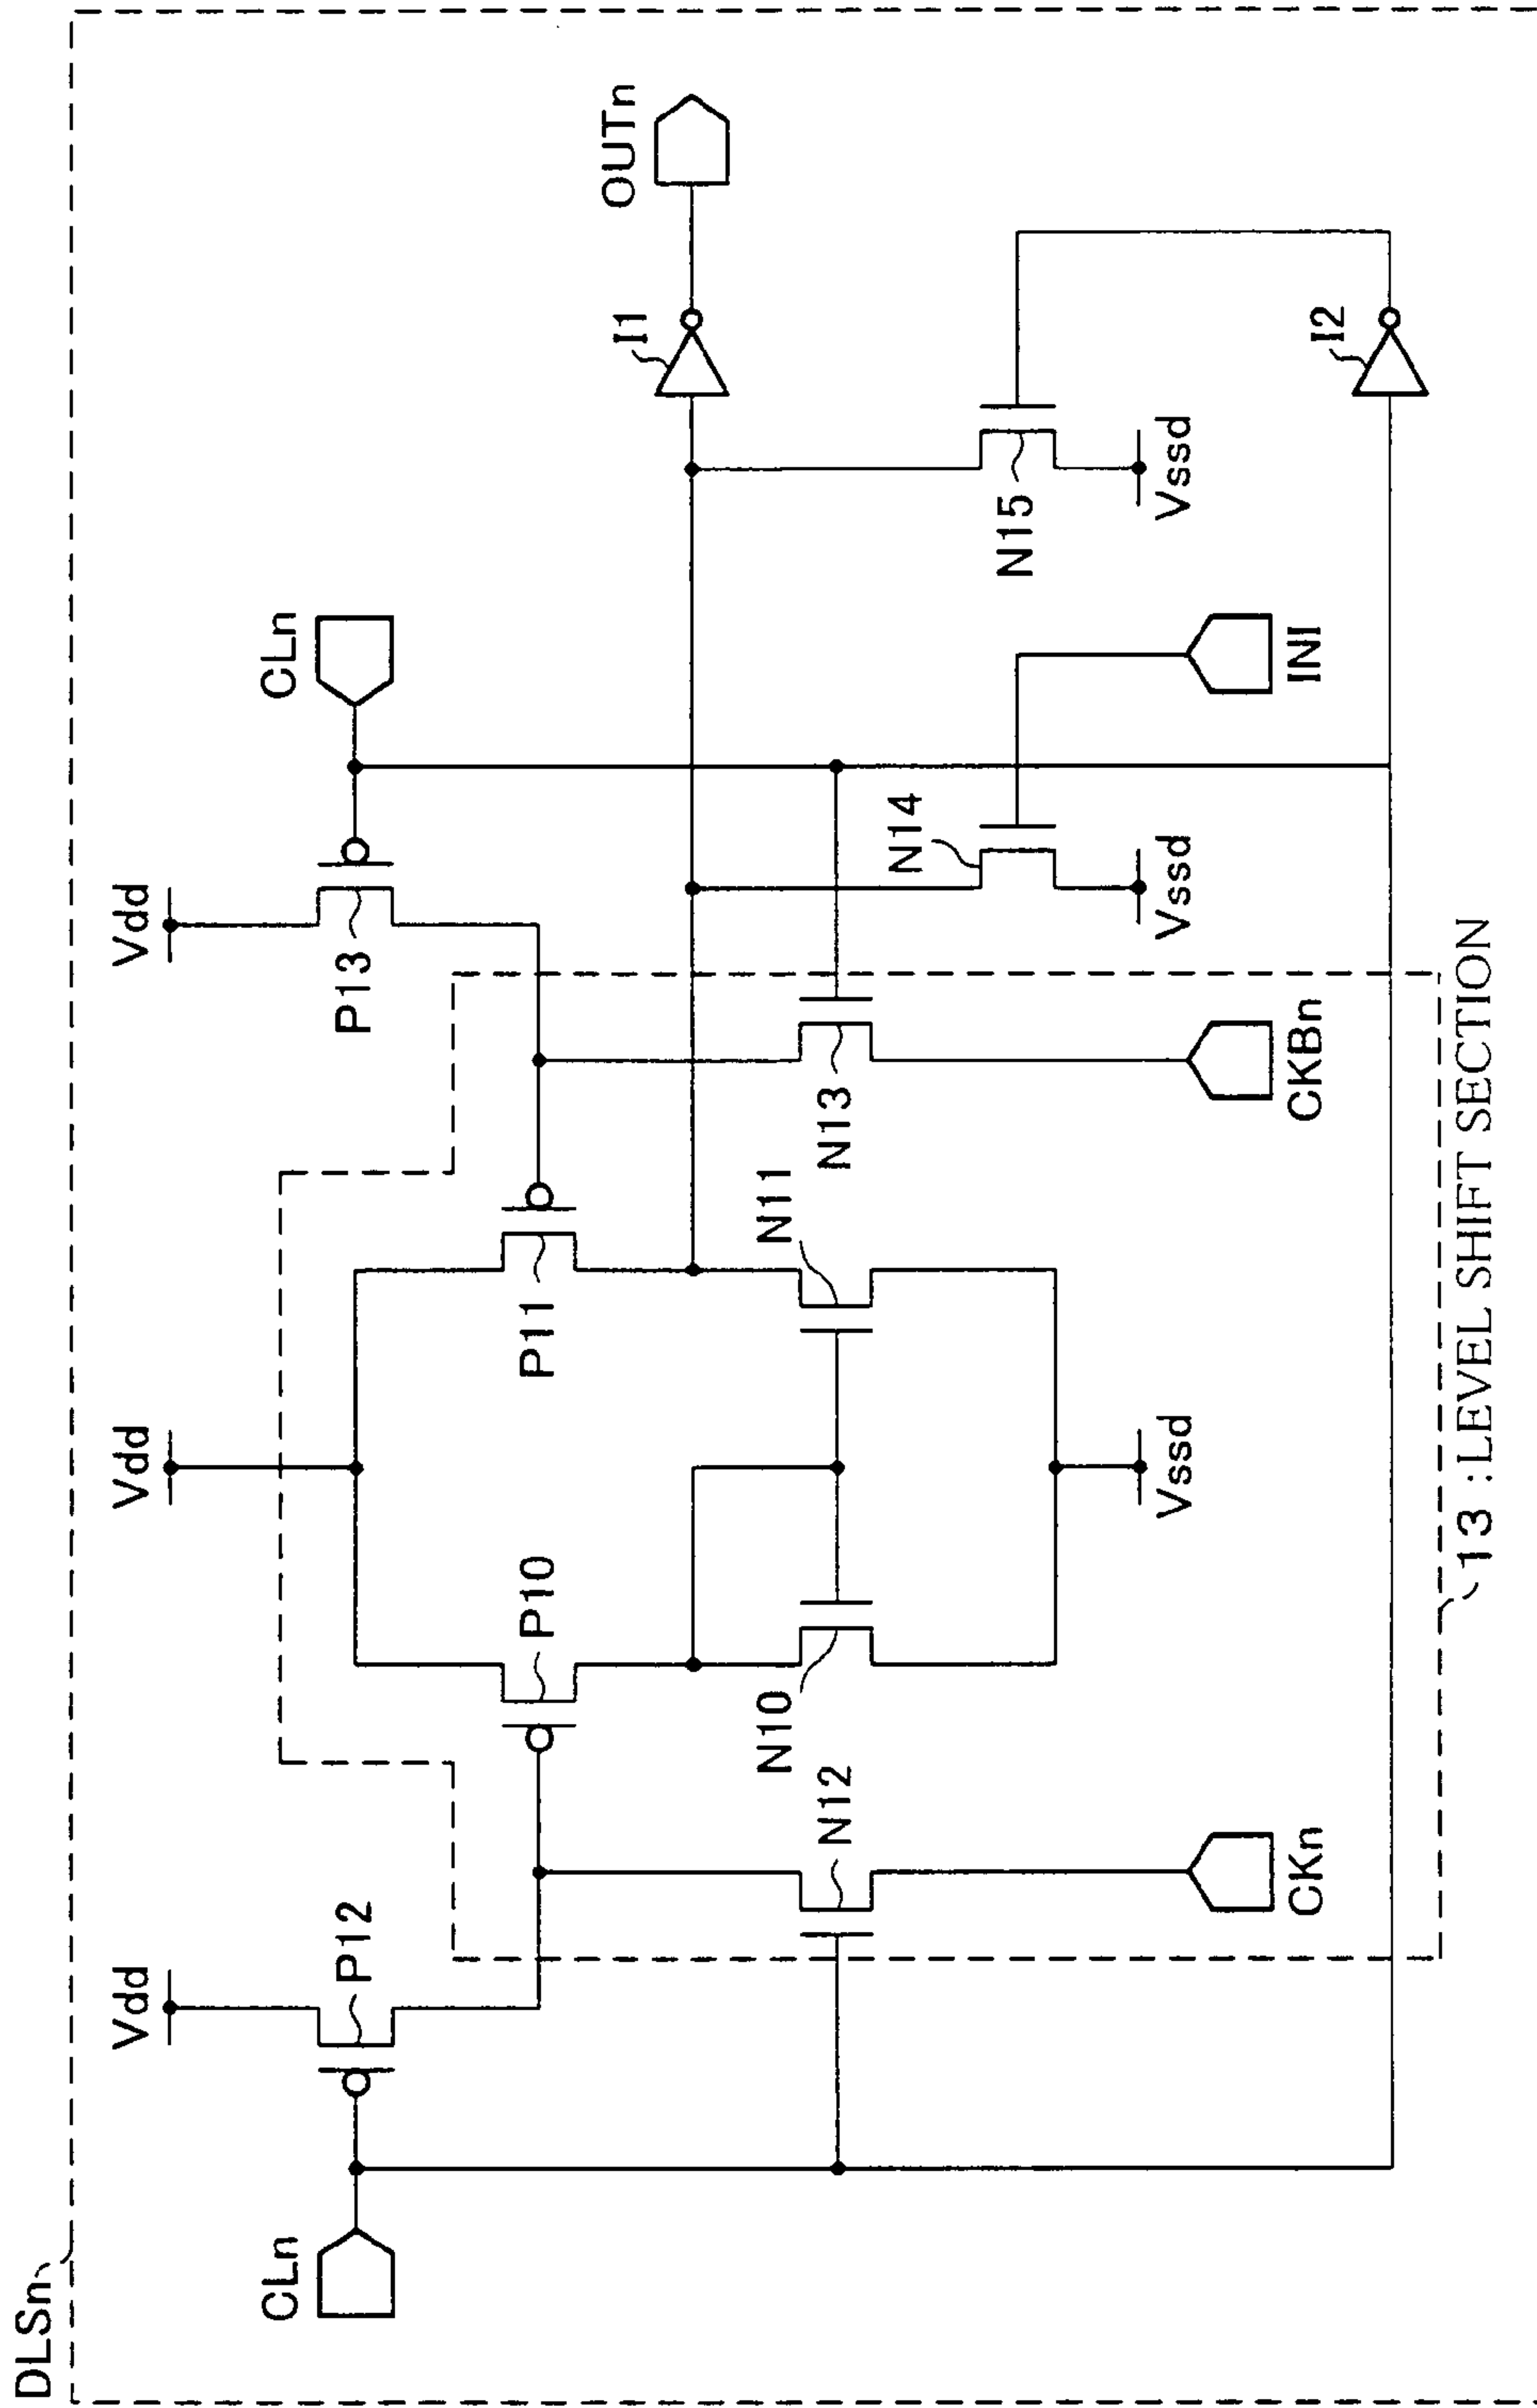 DLSn
Vdd
Vdd
Vdd
CLn
P12
P13
CLn
P10
P11
OUTn
I1
N10
N11
N12
N13
N14
N15
CKn
Vssd
CKBn
Vssd
INI
Vssd
I2
13 : LEVEL SHIFT SECTION